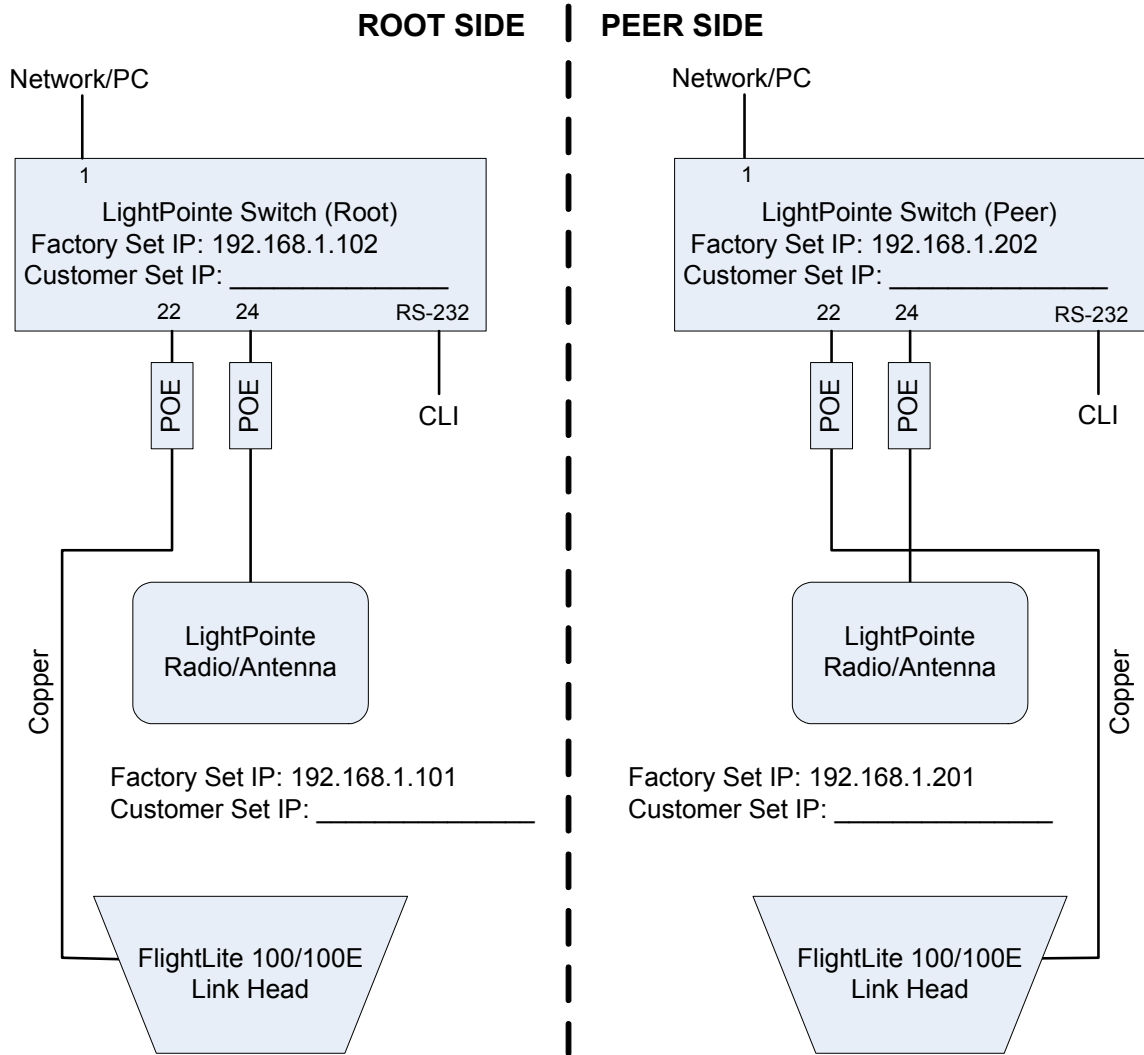 ROOT SIDE
Network/PC
1
LightPointe Switch (Root)
Factory Set IP: 192.168.1.102
Customer Set IP: __________________
22
24
RS-232
POE
POE
CLI
Copper
LightPointe
Radio/Antenna
Factory Set IP: 192.168.1.101
Customer Set IP: __________________
FlightLite 100/100E
Link Head
PEER SIDE
Network/PC
1
LightPointe Switch (Peer)
Factory Set IP: 192.168.1.202
Customer Set IP: __________________
22
24
RS-232
POE
POE
CLI
LightPointe
Radio/Antenna
Copper
Factory Set IP: 192.168.1.201
Customer Set IP: __________________
FlightLite 100/100E
Link Head